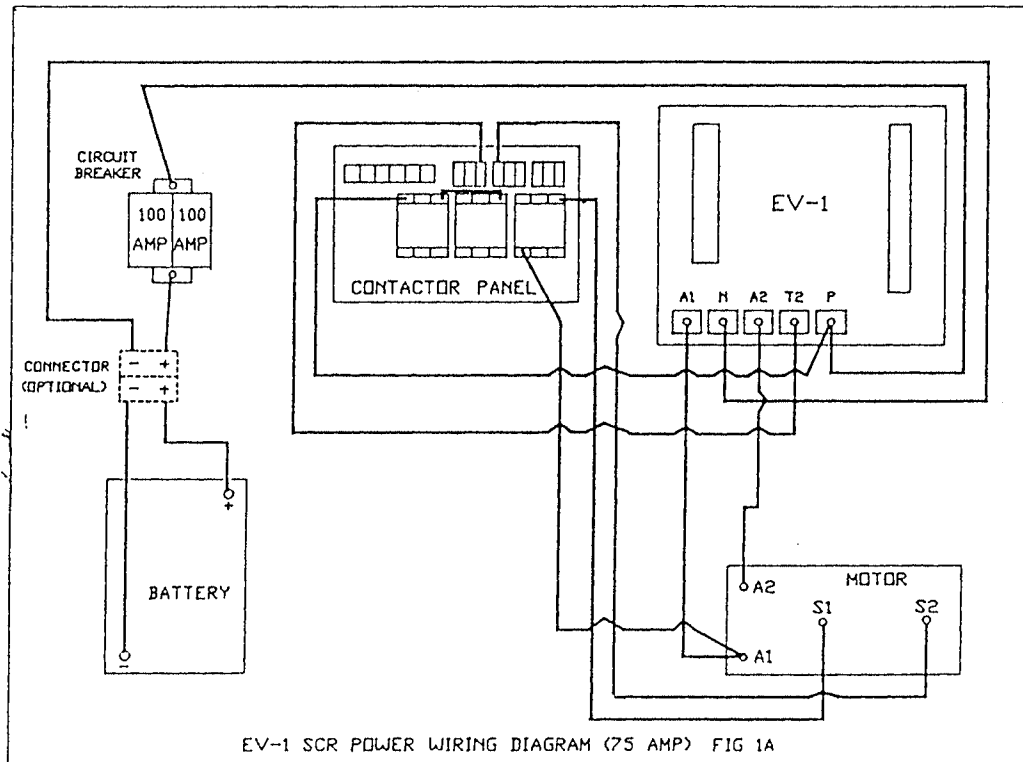 CIRCUIT
BREAKER
100 100
AMP AMP
CONTACTOR PANEL
EV-1
A1 N A2 T2 P
CONNECTOR
(OPTIONAL)
- +
- +
+
BATTERY
-
MOTOR
A2
S1
S2
A1
EV-1 SCR POWER WIRING DIAGRAM (75 AMP) FIG 1A